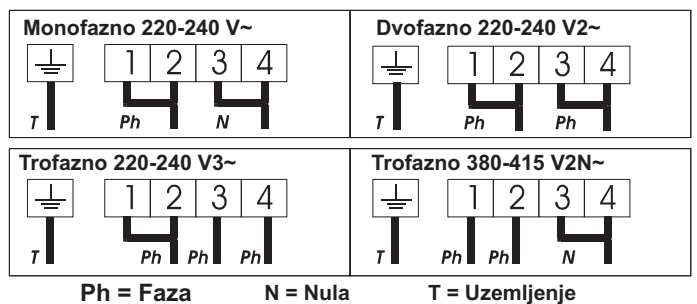 Monofazno 220-240 V~
1 2 3 4
T Ph N
Dvofazno 220-240 V2~
1 2 3 4
T Ph Ph
Trofazno 220-240 V3~
1 2 3 4
T Ph Ph Ph
Trofazno 380-415 V2N~
1 2 3 4
T Ph Ph N
Ph = Faza N = Nula T = Uzemljenje